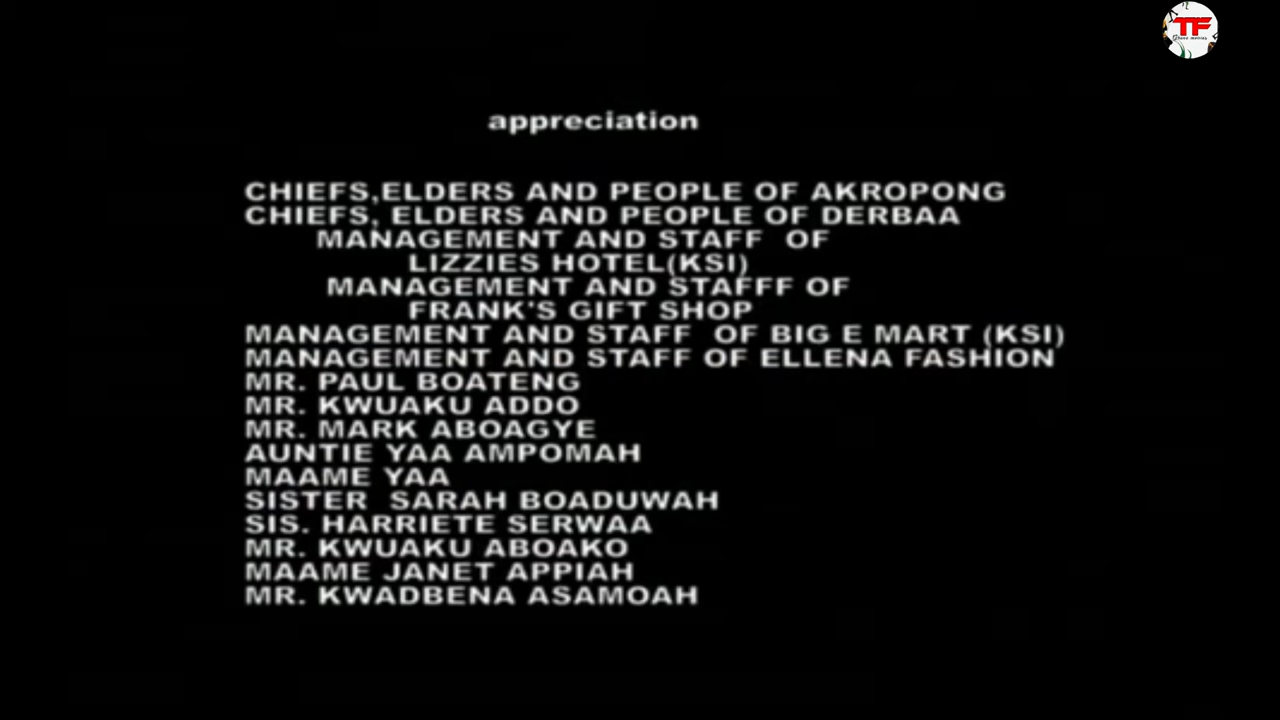 TF
appreciation
CHIEFS,ELDERS AND PEOPLE OF AKROPONG
CHIEFS, ELDERS AND PEOPLE OF DERBAA
MANAGEMENT AND STAFF OF
LIZZIES HOTEL(KSI)
MANAGEMENT AND STAFFF OF
FRANK'S GIFT SHOP
MANAGEMENT AND STAFF OF BIG E MART (KSI)
MANAGEMENT AND STAFF OF ELLENA FASHION
MR. PAUL BOATENG
MR. KWUAKU ADDO
MR. MARK ABOAGYE
AUNTIE YAA AMPOMAH
MAAME YAA
SISTER SARAH BOADUWAH
SIS. HARRIETE SERWAA
MR. KWUAKU ABOAKO
MAAME JANET APPIAH
MR. KWADBENA ASAMOAH